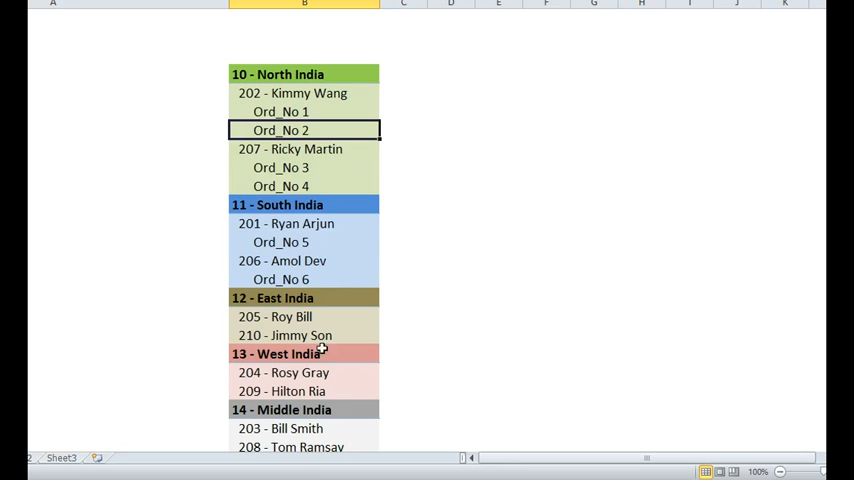 A B C D E F G H I J K
10 - North India
202 - Kimmy Wang
Ord_No 1
Ord_No 2
207 - Ricky Martin
Ord_No 3
Ord_No 4
11 - South India
201 - Ryan Arjun
Ord_No 5
206 - Amol Dev
Ord_No 6
12 - East India
205 - Roy Bill
210 - Jimmy Son
13 - West India
204 - Rosy Gray
209 - Hilton Ria
14 - Middle India
203 - Bill Smith
208 - Tom Ramsay
2 Sheet3
100%